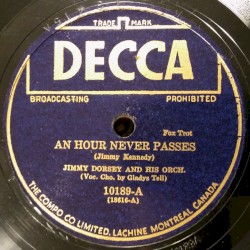 TRADE MARK
DECCA
BROADCASTING PROHIBITED
Fox Trot
AN HOUR NEVER PASSES
(Jimmy Kennedy)
JIMMY DORSEY AND HIS ORCH.
(Voc. Cho. by Gladys Tell)
10189-A
(18616-A)
THE COMPO CO. LIMITED, LACHINE MONTREAL CANADA